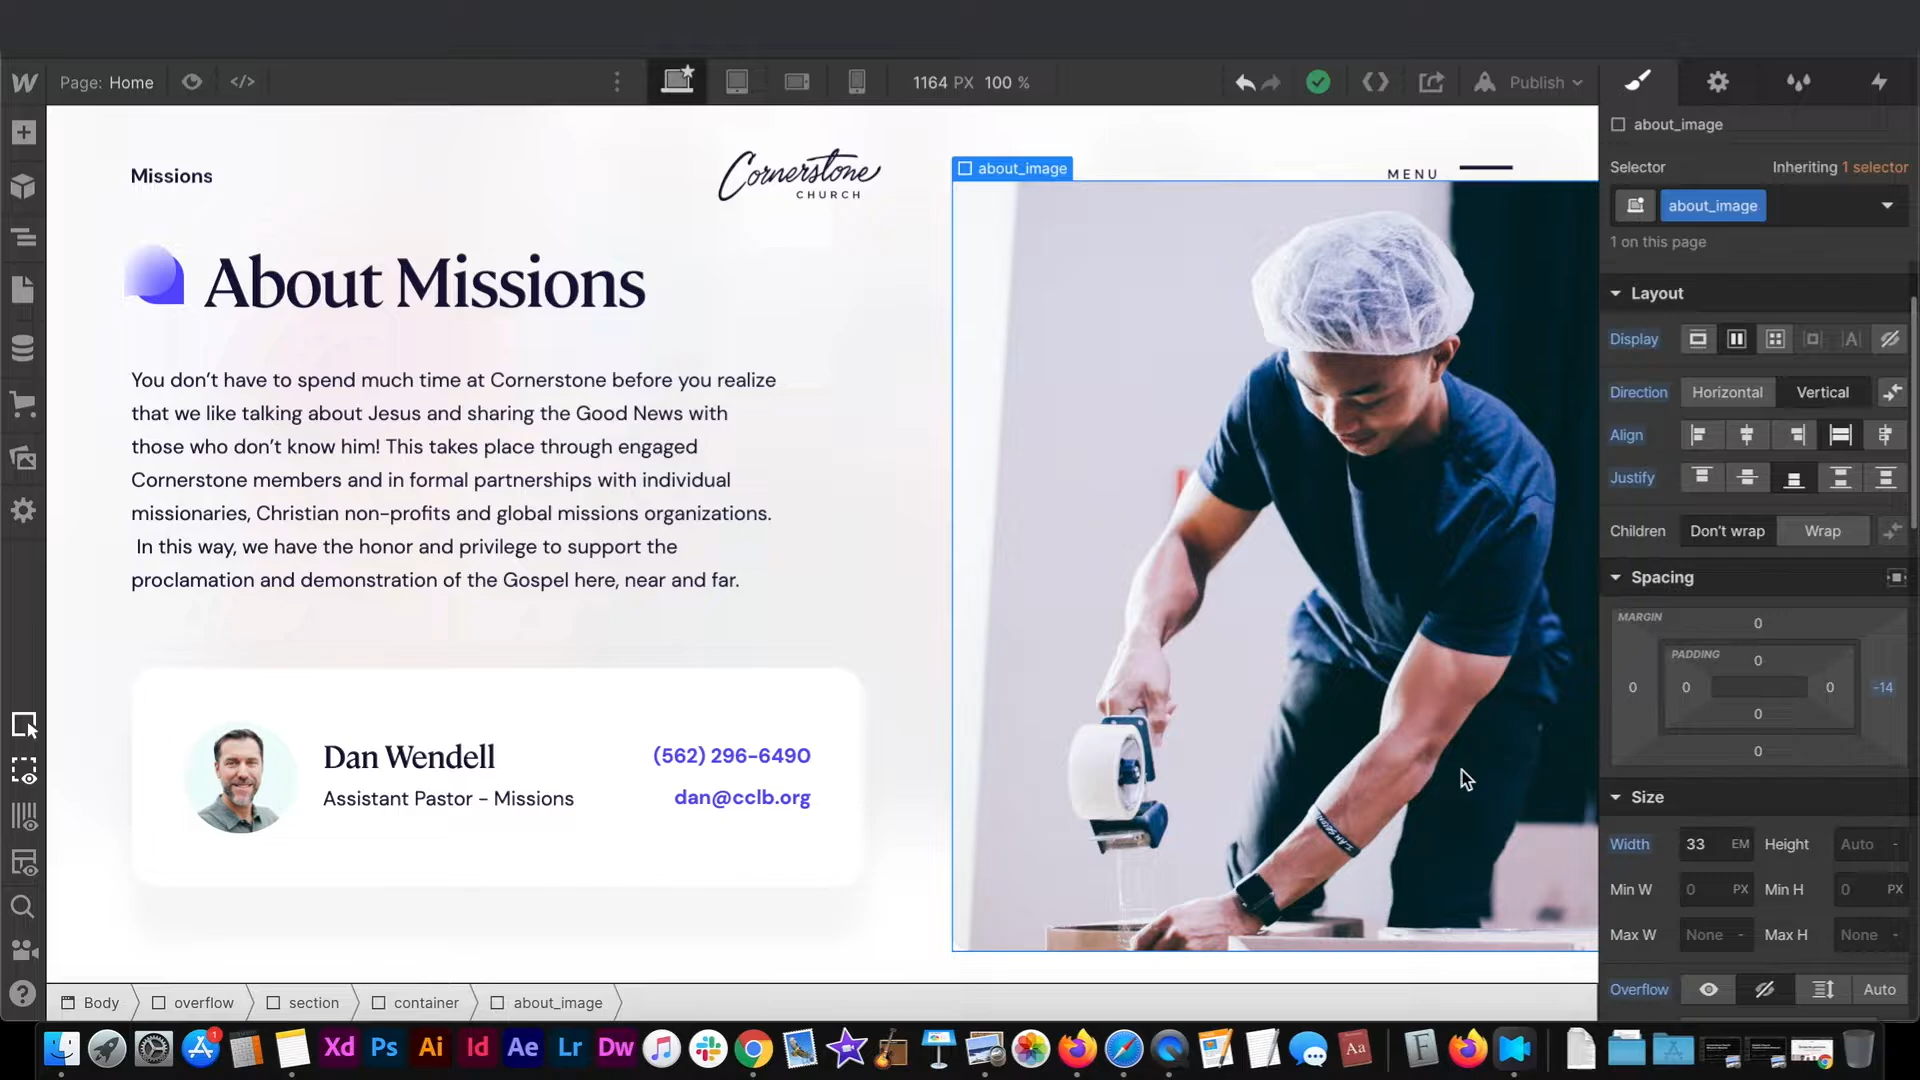 Page: Home
1164 PX 100 %
Publish
about_image
Selector
Inheriting 1 selector
about_image
1 on this page
Layout
Display
Direction
Horizontal
Vertical
Align
Justify
Children
Don't wrap
Wrap
Spacing
MARGIN
0
PADDING
0
0
0
0
-14
0
0
Size
Width
33 EM
Height
Auto -
Min W
0 PX
Min H
0 PX
Max W
None -
Max H
None -
Overflow
Auto
Missions
Cornerstone
CHURCH
about_image
MENU
About Missions
You don’t have to spend much time at Cornerstone before you realize
that we like talking about Jesus and sharing the Good News with
those who don’t know him! This takes place through engaged
Cornerstone members and in formal partnerships with individual
missionaries, Christian non-profits and global missions organizations.
In this way, we have the honor and privilege to support the
proclamation and demonstration of the Gospel here, near and far.
Dan Wendell
(562) 296-6490
Assistant Pastor - Missions
dan@cclb.org
Body
overflow
section
container
about_image
1
Xd
Ps
Ai
Id
Ae
Lr
Dw
Aa
F